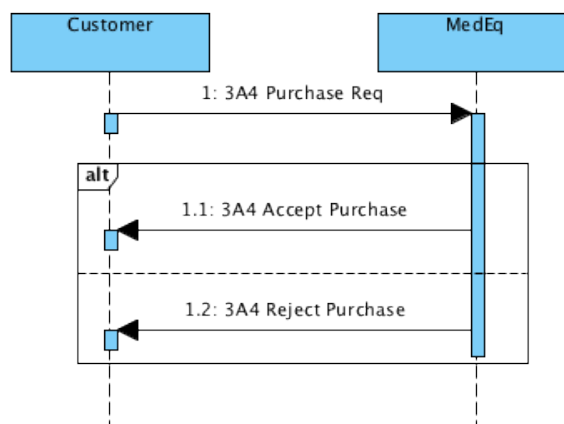 Customer
MedEq
1: 3A4 Purchase Req
alt
1.1: 3A4 Accept Purchase
1.2: 3A4 Reject Purchase